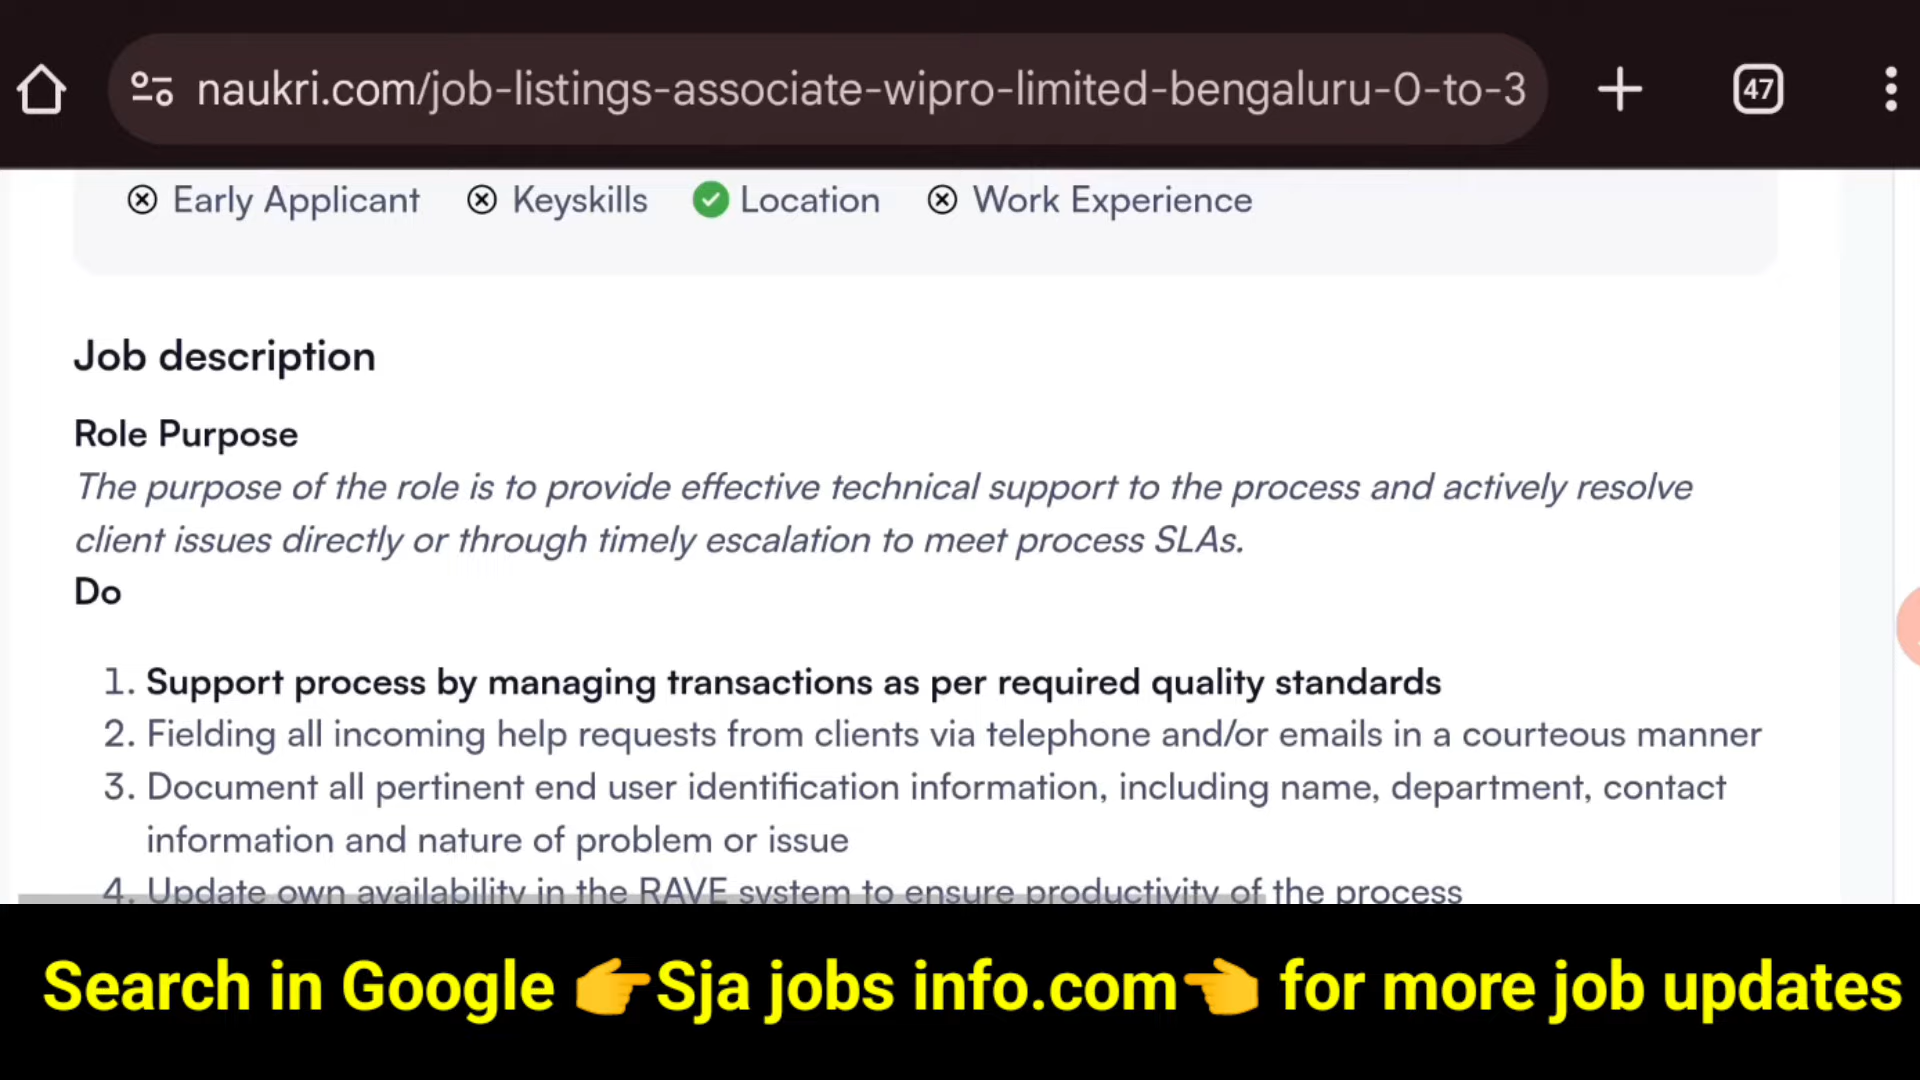 naukri.com/job-listings-associate-wipro-limited-bengaluru-0-to-3
47
Early Applicant Keyskills Location Work Experience
Job description
Role Purpose
The purpose of the role is to provide effective technical support to the process and actively resolve
client issues directly or through timely escalation to meet process SLAs.
Do
1. Support process by managing transactions as per required quality standards
2. Fielding all incoming help requests from clients via telephone and/or emails in a courteous manner
3. Document all pertinent end user identification information, including name, department, contact
information and nature of problem or issue
4. Update own availability in the RAVE system to ensure productivity of the process
Search in Google 👉Sja jobs info.com👈 for more job updates